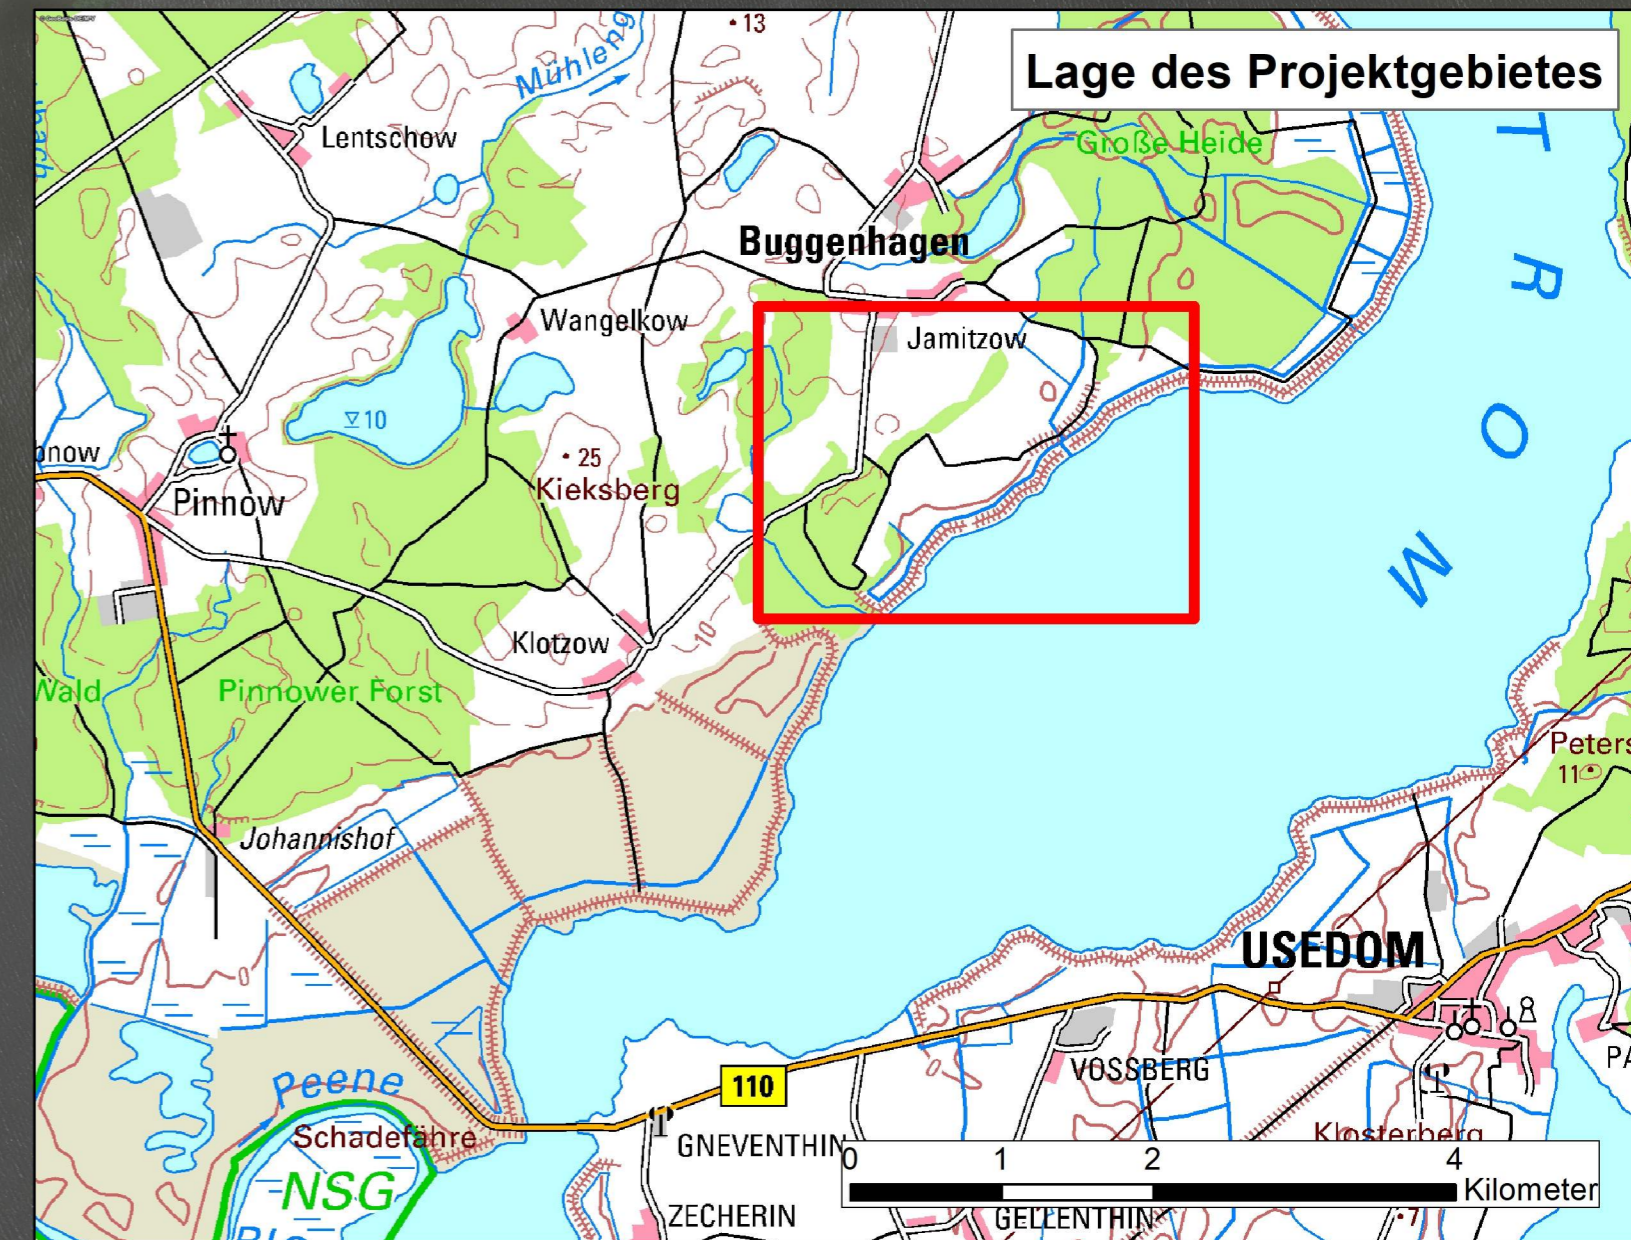 13
Mühleng
Lage des Projektgebietes
Lentschow
Große Heide
T
R
O
M
Buggenhagen
Wangelkow
Jamitzow
10
25
Kieksberg
Pinnow
Klotzow
10
Wald
Pinnower Forst
Peters
11
Johannishof
USEDOM
110
VOSSBERG
PA
Peene
Schadefähre
GNEVENTHIN
Klosterberg
NSG
0 1 2 4
Kilometer
ZECHERIN
GELLENTHIN
7